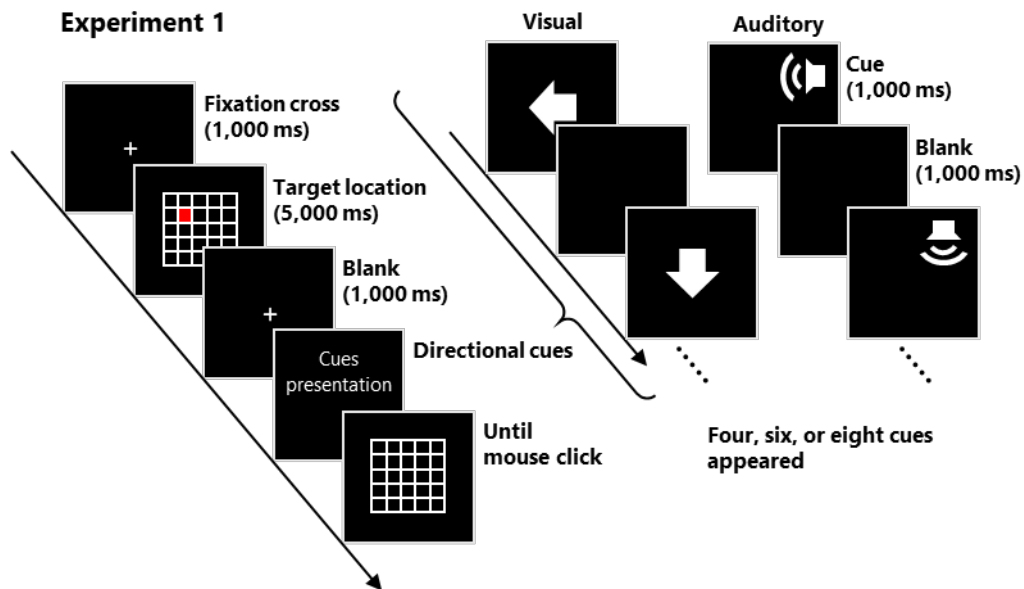 Experiment 1
Fixation cross
(1,000 ms)
Target location
(5,000 ms)
Blank
(1,000 ms)
Cues
presentation
Directional cues
Until
mouse click
Visual
Auditory
Cue
(1,000 ms)
Blank
(1,000 ms)
Four, six, or eight cues
appeared